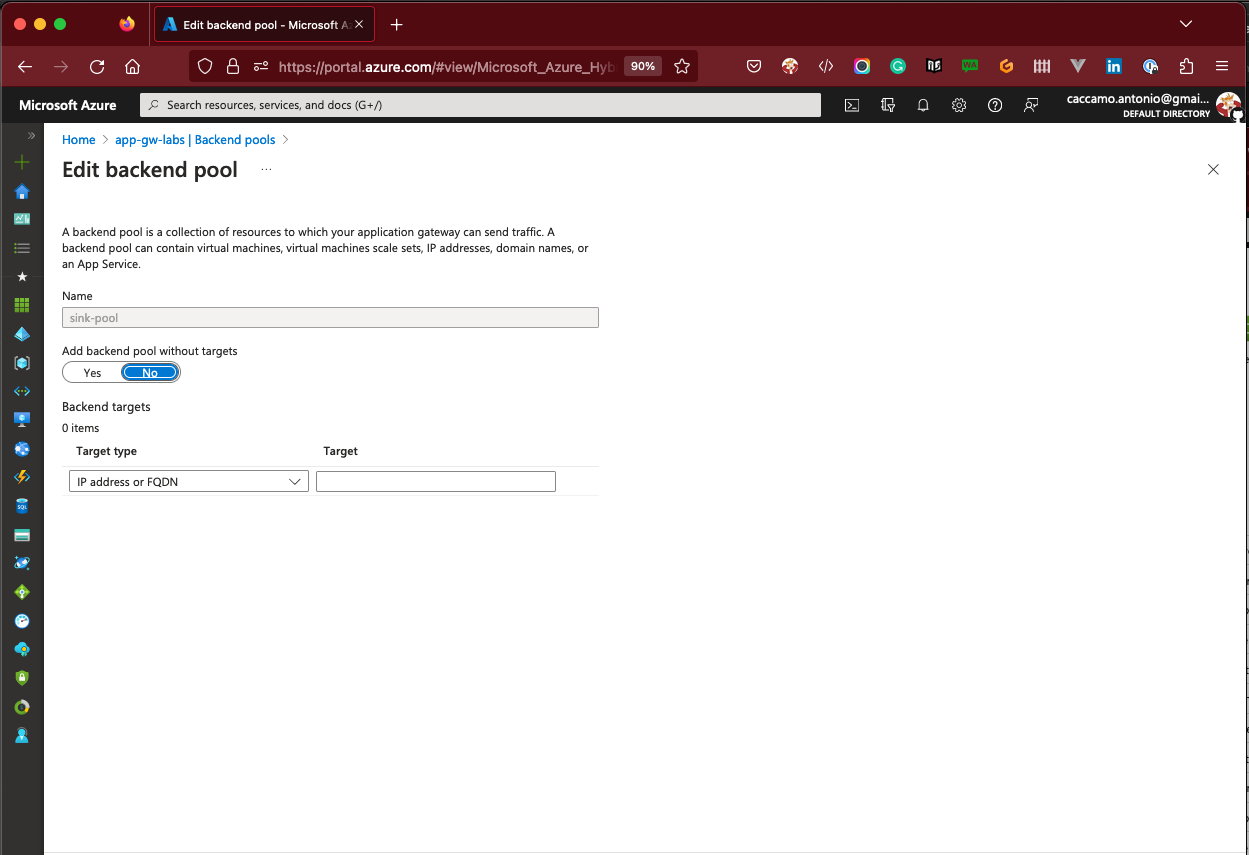 Edit backend pool - Microsoft A
https://portal.azure.com/#view/Microsoft_Azure_Hyb
90%
Microsoft Azure
Search resources, services, and docs (G+/)
caccamo.antonio@gmai...
DEFAULT DIRECTORY
Home > app-gw-labs | Backend pools >
Edit backend pool ...
A backend pool is a collection of resources to which your application gateway can send traffic. A
backend pool can contain virtual machines, virtual machines scale sets, IP addresses, domain names, or
an App Service.
Name
sink-pool
Add backend pool without targets
Yes No
Backend targets
0 items
Target type Target
IP address or FQDN